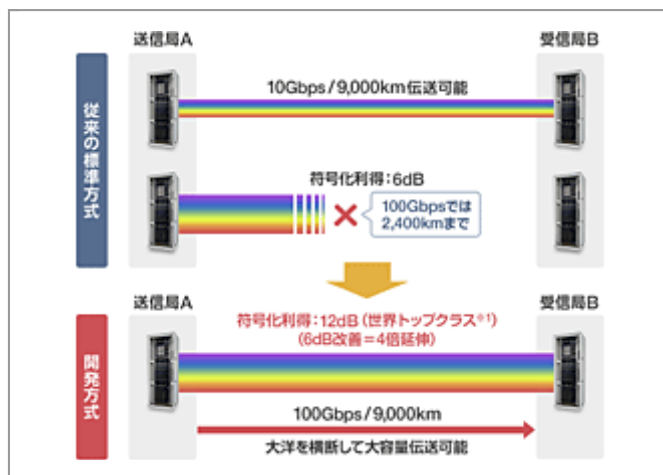 送信局A
受信局B
従来の標準方式
10Gbps/9,000km伝送可能
符号化利得:6dB
100Gbpsでは
2,400kmまで
送信局A
受信局B
開発方式
符号化利得:12dB(世界トップクラス※1)
(6dB改善=4倍延伸)
100Gbps/9,000km
大洋を横断して大容量伝送可能